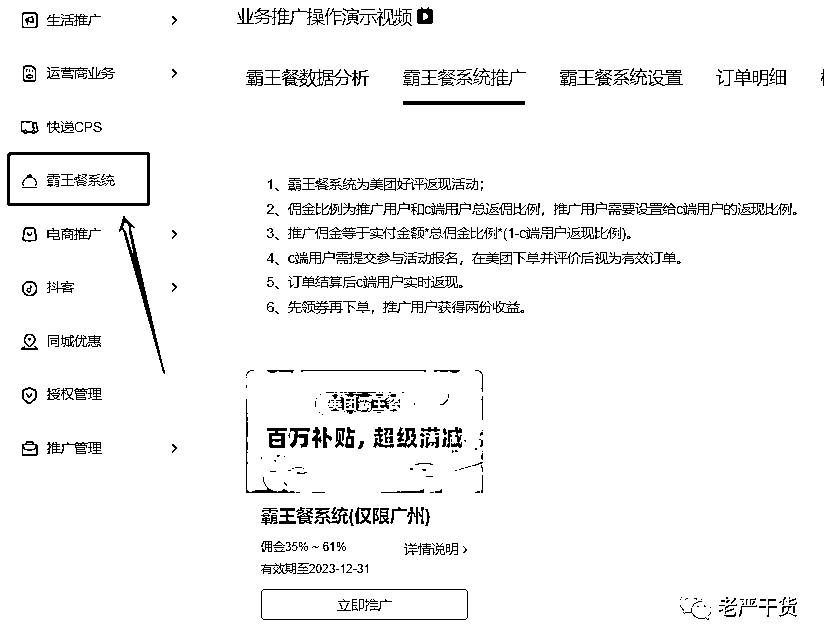 生活推广
运营商业务
快递CPS
霸王餐系统
电商推广
抖客
同城优惠
授权管理
推广管理
业务推广操作演示视频
霸王餐数据分析 霸王餐系统推广 霸王餐系统设置 订单明细
1、霸王餐系统为美团好评返现活动；
2、佣金比例为推广用户和c端用户总返佣比例，推广用户需要设置给c端用户的返现比例。
3、推广佣金等于实付金额*总佣金比例*(1-c端用户返现比例)。
4、c端用户需提交参与活动报名，在美团下单并评价后视为有效订单。
5、订单结算后c端用户实时返现。
6、先领券再下单，推广用户获得两份收益。
美团霸王餐
百万补贴，超级满减
霸王餐系统(仅限广州)
佣金35%~61% 详情说明
有效期至2023-12-31
立即推广
老严干货